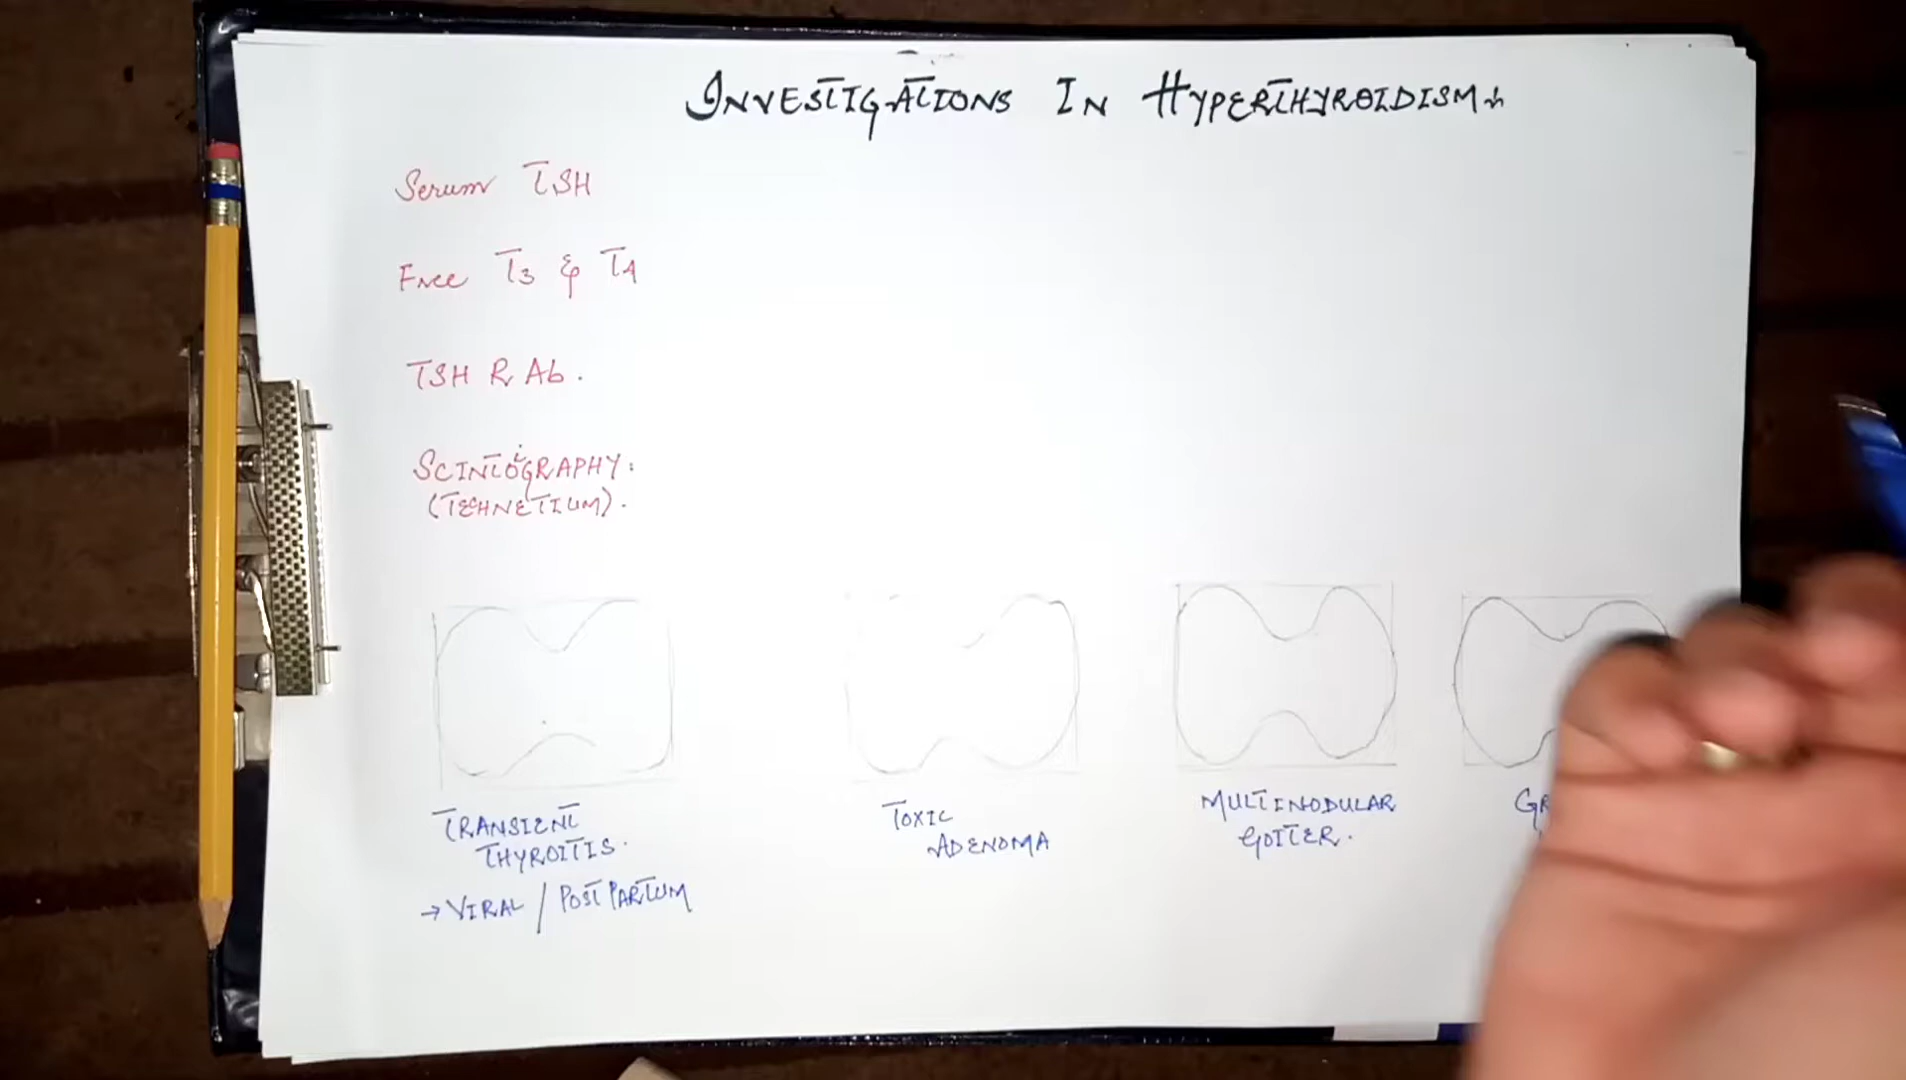 INVESTIGATIONS IN HYPERTHYROIDISM
Serum TSH
Free T3 & T4
TSH R Ab.
SCINTOiGRAPHY:
(TECHNETIUM).
TRANSIENT
THYROITIS.
→ VIRAL / POST PARTUM
TOXIC
ADENOMA
MULTINODULAR
GOITER.